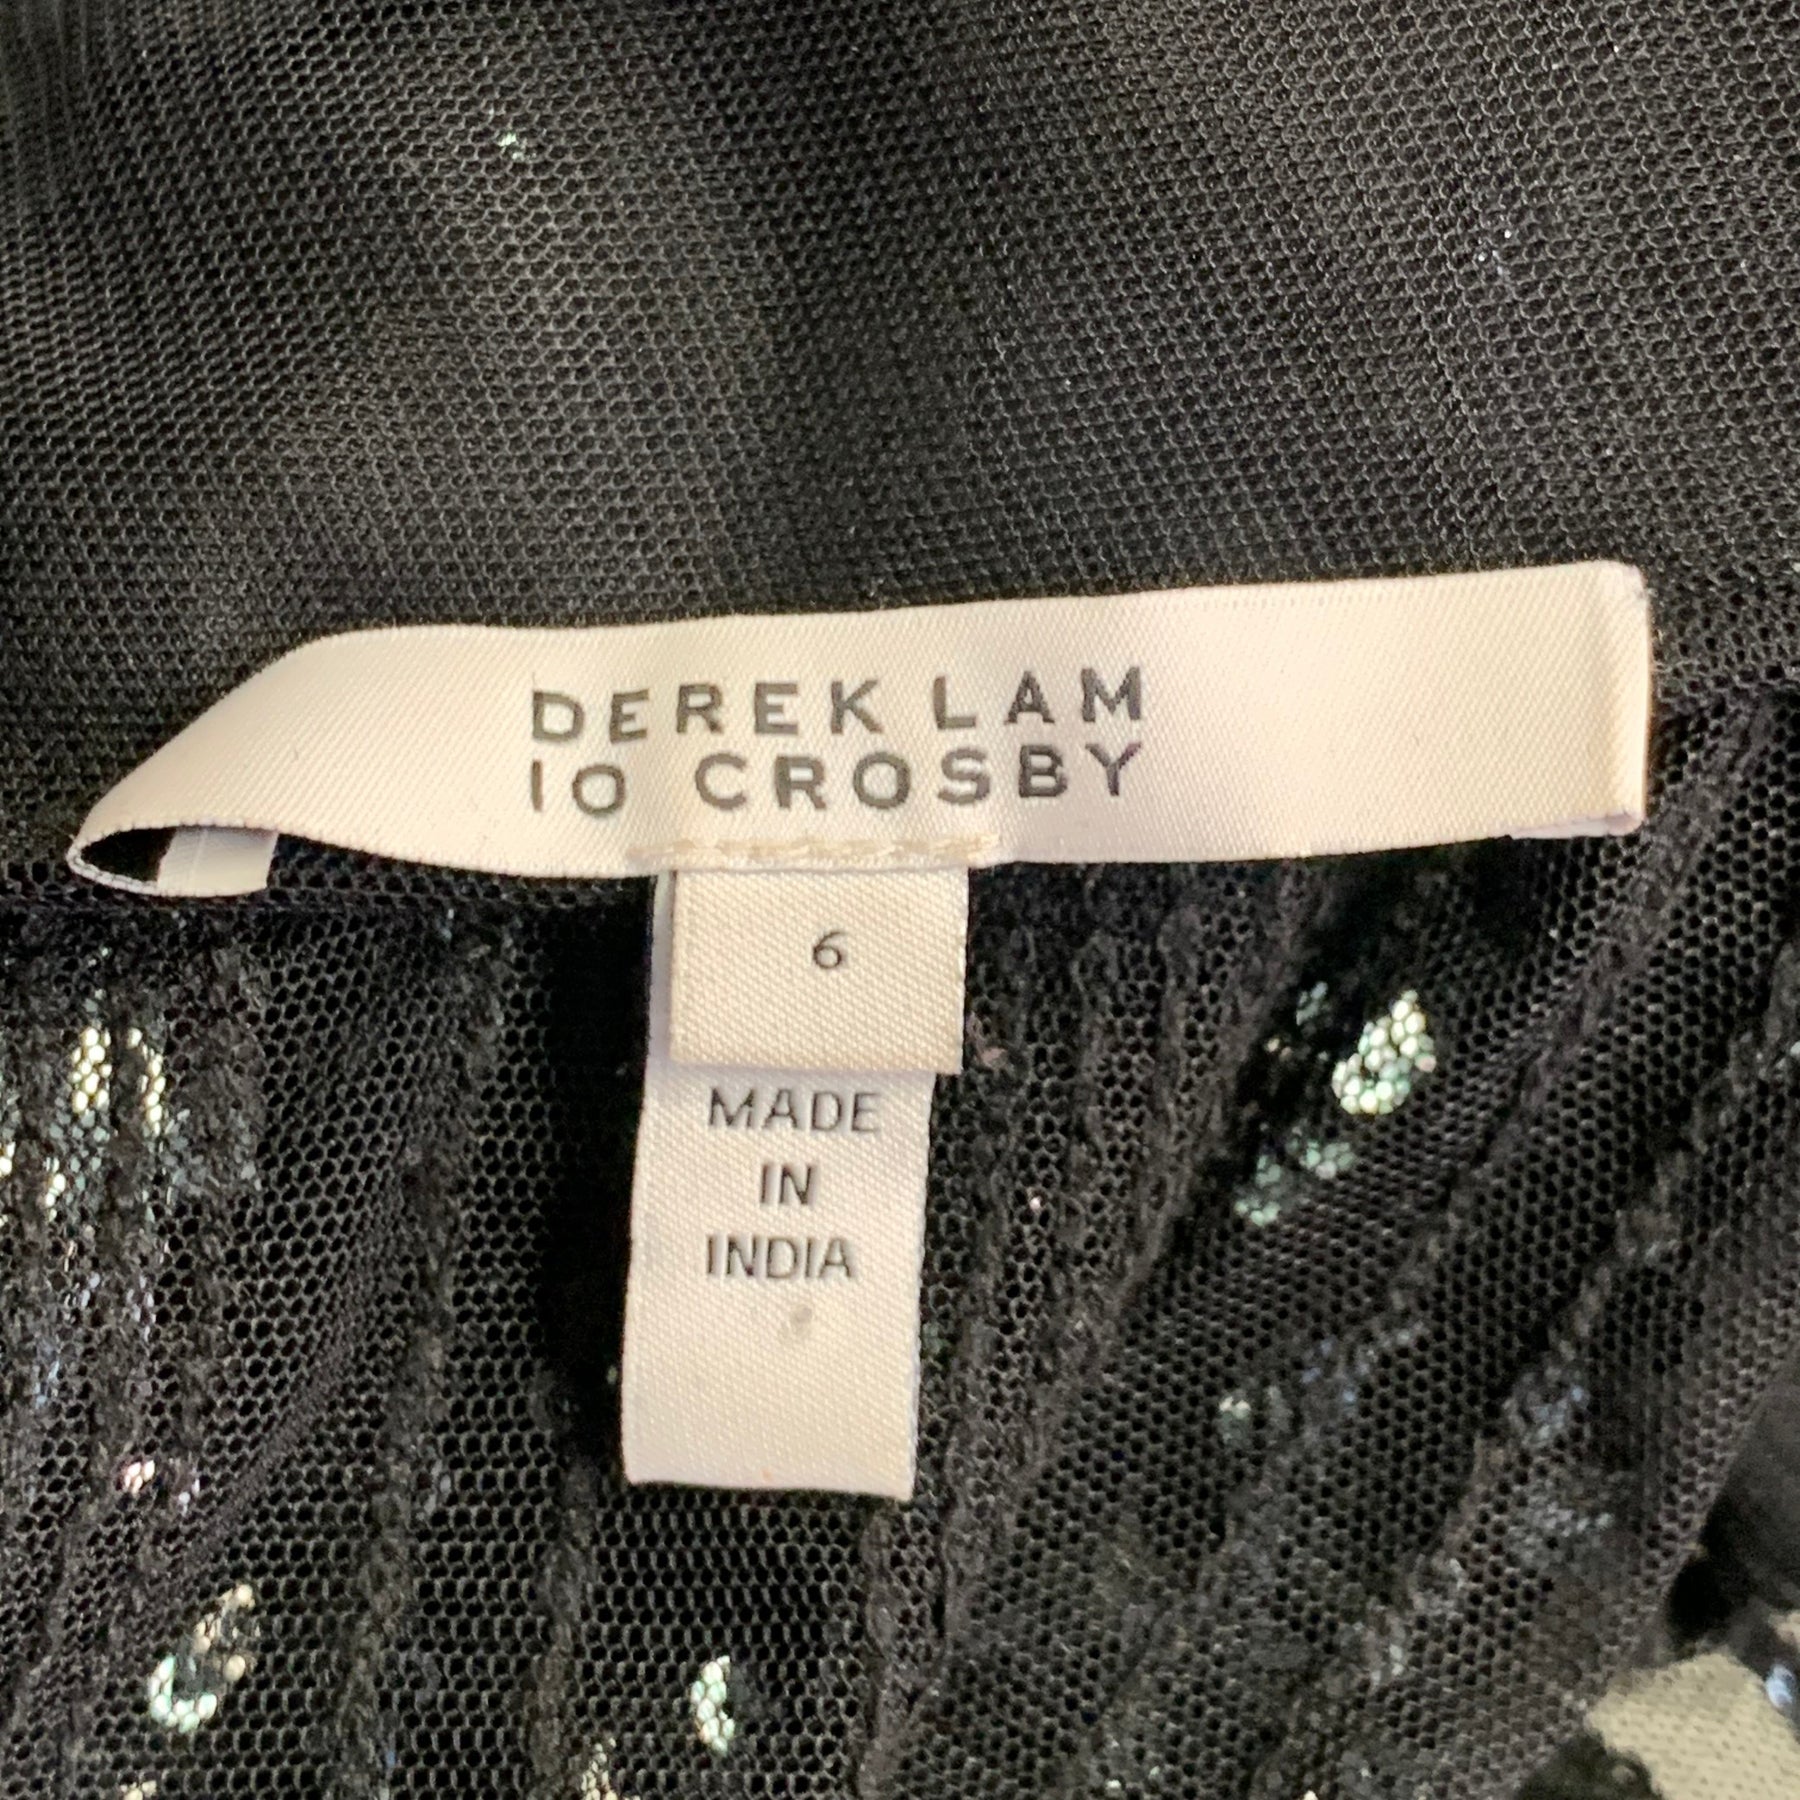 DEREK LAM
10 CROSBY
6
MADE
IN
INDIA